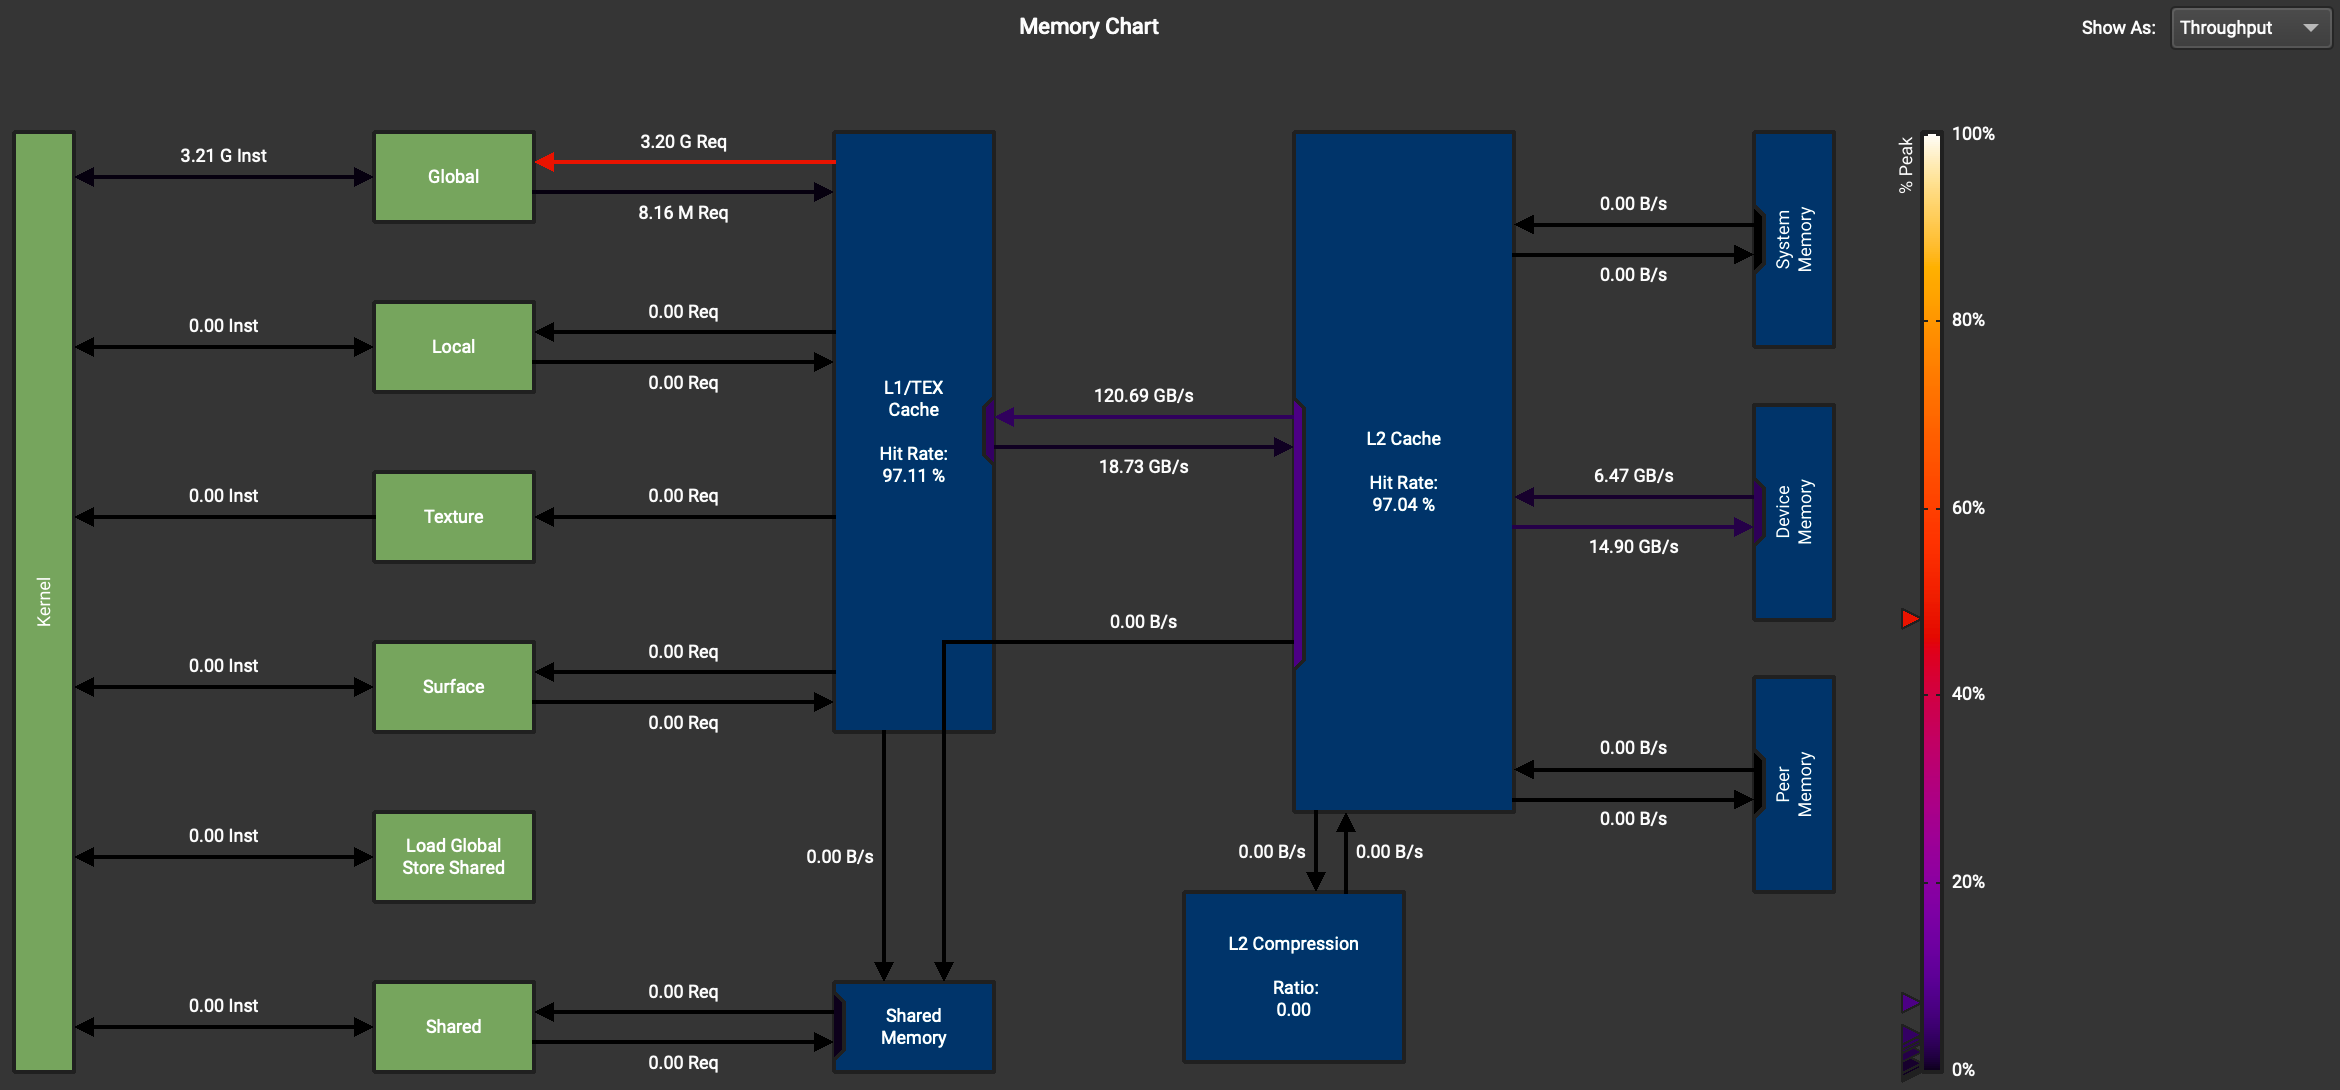 Memory Chart
Show As:
Throughput
Kernel
3.21 G Inst
Global
3.20 G Req
8.16 M Req
0.00 Inst
Local
0.00 Req
0.00 Req
0.00 Inst
Texture
0.00 Req
0.00 Inst
Surface
0.00 Req
0.00 Req
0.00 Inst
Load Global
Store Shared
0.00 Inst
Shared
0.00 Req
0.00 Req
L1/TEX
Cache
Hit Rate:
97.11 %
0.00 B/s
Shared
Memory
120.69 GB/s
18.73 GB/s
0.00 B/s
L2 Cache
Hit Rate:
97.04 %
0.00 B/s
0.00 B/s
L2 Compression
Ratio:
0.00
0.00 B/s
0.00 B/s
System
Memory
6.47 GB/s
14.90 GB/s
Device
Memory
0.00 B/s
0.00 B/s
Peer
Memory
% Peak
100%
80%
60%
40%
20%
0%